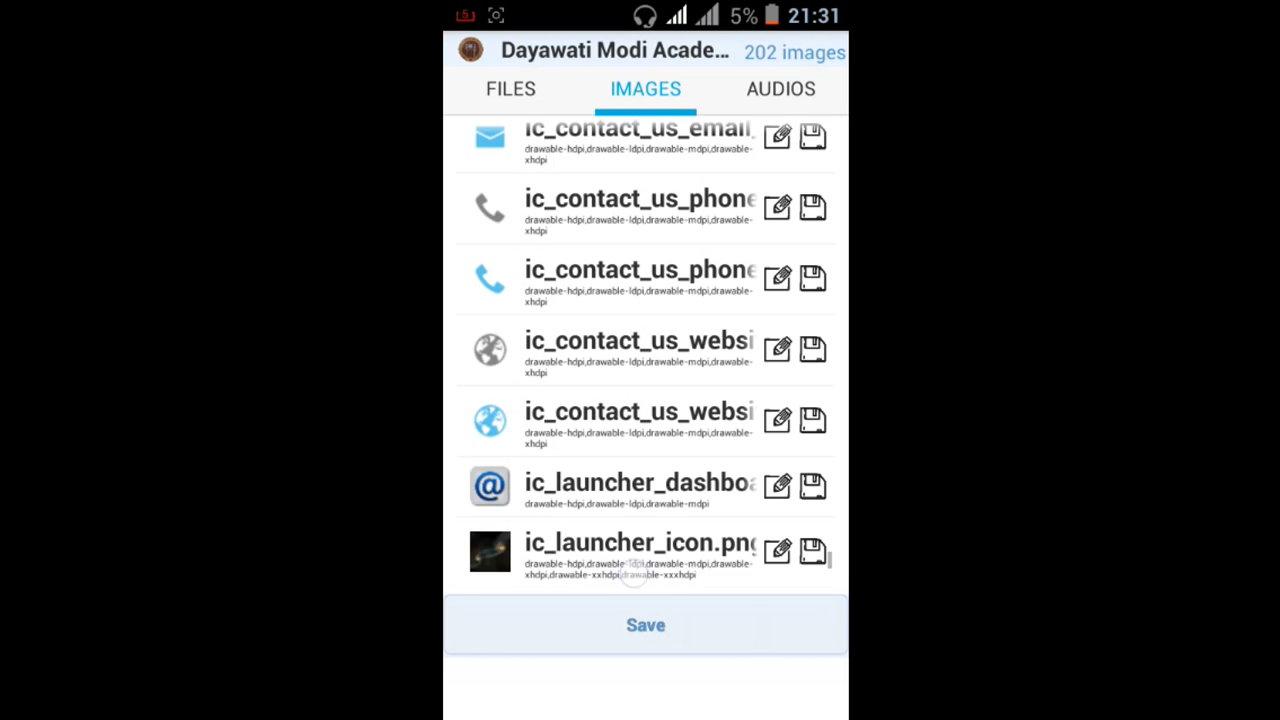 5 5% 21:31
Dayawati Modi Acade... 202 images
FILES IMAGES AUDIOS
ic_contact_us_email_
drawable-hdpi,drawable-ldpi,drawable-mdpi,drawable-
xhdpi
ic_contact_us_phone
drawable-hdpi,drawable-ldpi,drawable-mdpi,drawable-
xhdpi
ic_contact_us_phone
drawable-hdpi,drawable-ldpi,drawable-mdpi,drawable-
xhdpi
ic_contact_us_websi
drawable-hdpi,drawable-ldpi,drawable-mdpi,drawable-
xhdpi
ic_contact_us_websi
drawable-hdpi,drawable-ldpi,drawable-mdpi,drawable-
xhdpi
ic_launcher_dashboa
drawable-hdpi,drawable-ldpi,drawable-mdpi
ic_launcher_icon.png
drawable-hdpi,drawable-ldpi,drawable-mdpi,drawable-
xhdpi,drawable-xxhdpi,drawable-xxxhdpi
Save